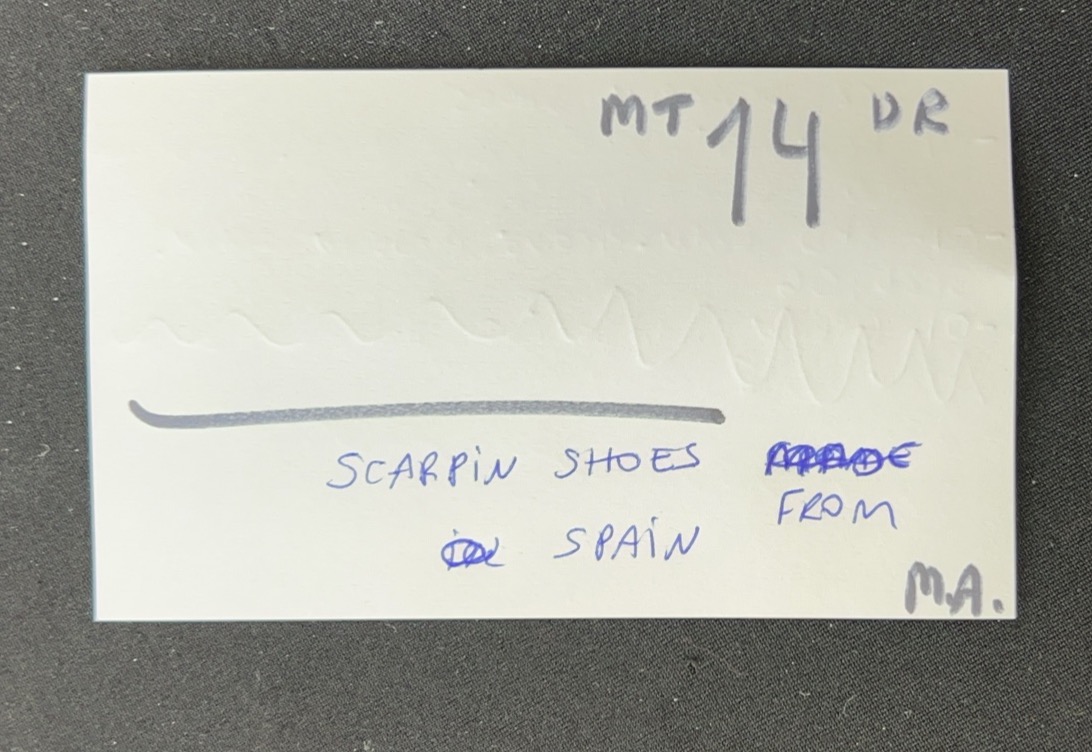 MT 14 DR
SCARPIN SHOES
FROM
SPAIN
M.A.